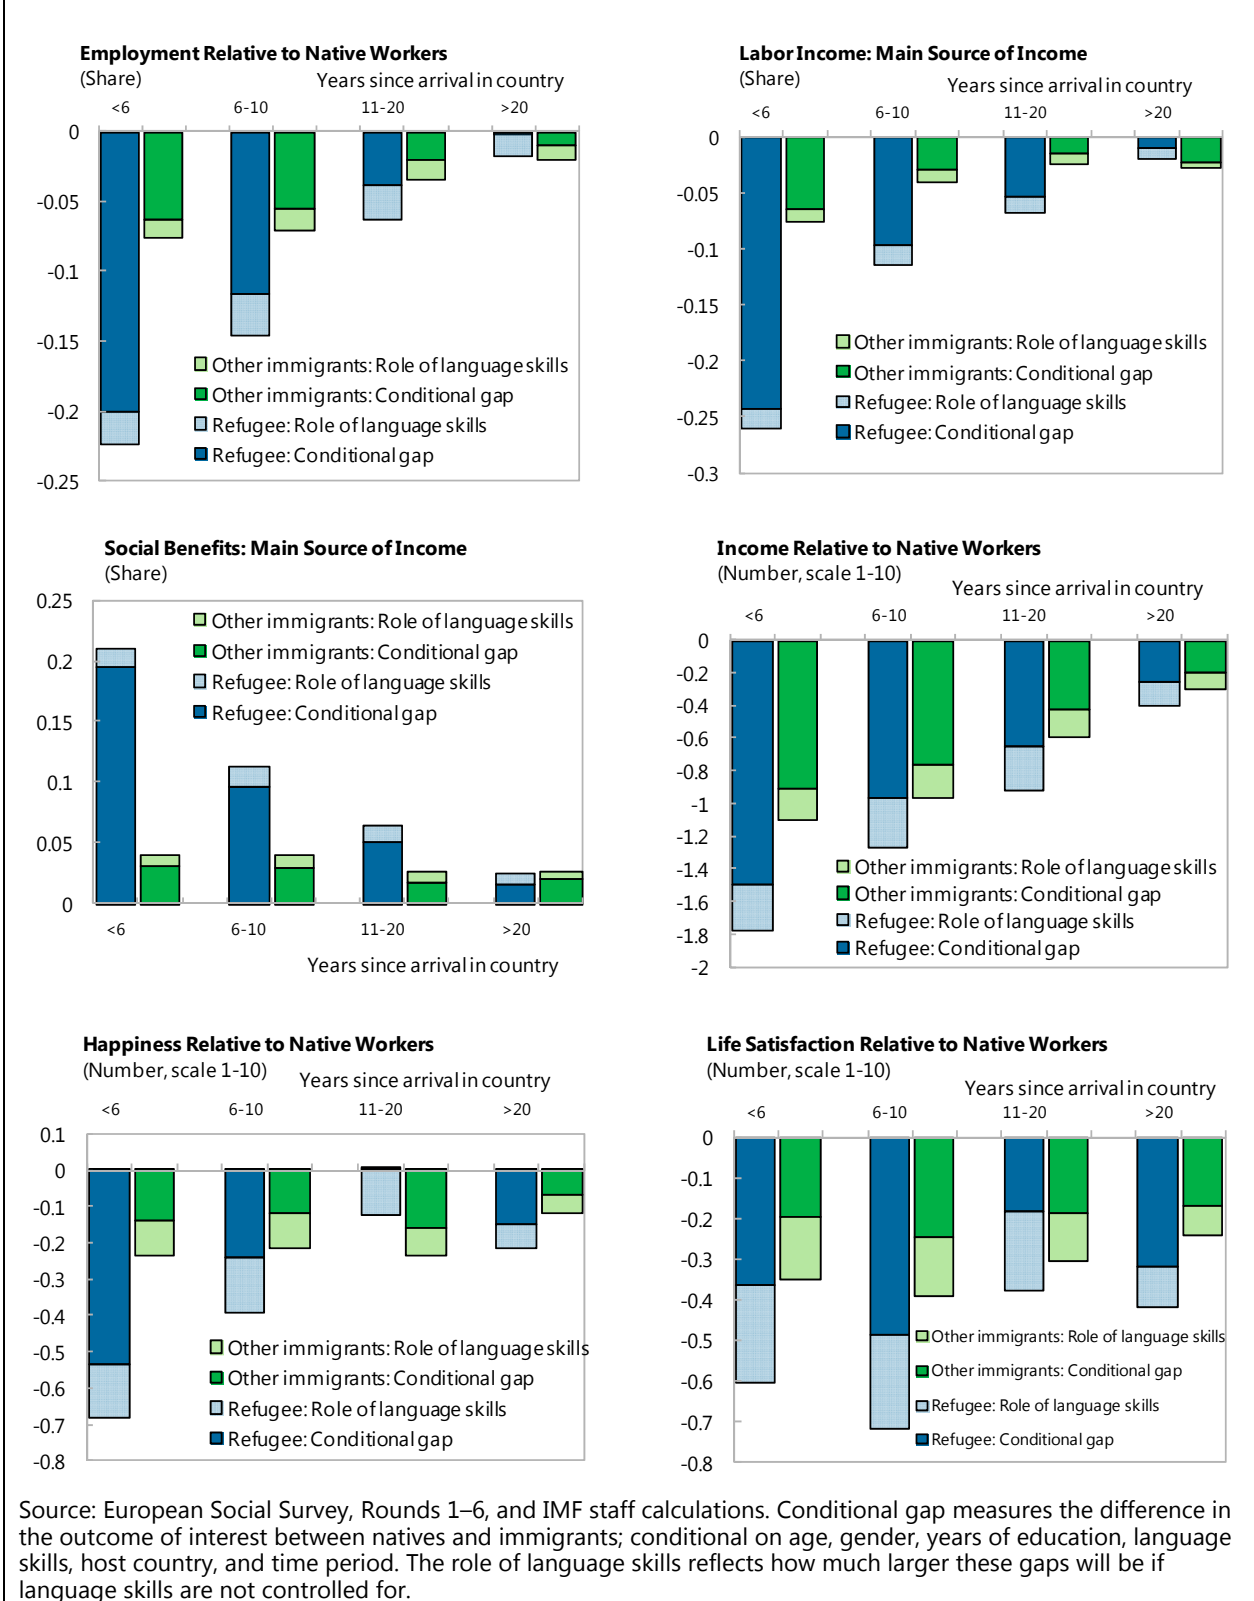 Employment Relative to Native Workers
(Share)
Years since arrival in country
<6 6-10 11-20 >20
0
-0.05
-0.1
-0.15
-0.2
-0.25
Other immigrants: Role of language skills
Other immigrants: Conditional gap
Refugee: Role of language skills
Refugee: Conditional gap
Labor Income: Main Source of Income
(Share)
Years since arrival in country
<6 6-10 11-20 >20
0
-0.05
-0.1
-0.15
-0.2
-0.25
-0.3
Other immigrants: Role of language skills
Other immigrants: Conditional gap
Refugee: Role of language skills
Refugee: Conditional gap
Social Benefits: Main Source of Income
(Share)
0.25
0.2
0.15
0.1
0.05
0
Other immigrants: Role of language skills
Other immigrants: Conditional gap
Refugee: Role of language skills
Refugee: Conditional gap
<6 6-10 11-20 >20
Years since arrival in country
Income Relative to Native Workers
(Number, scale 1-10)
Years since arrival in country
<6 6-10 11-20 >20
0
-0.2
-0.4
-0.6
-0.8
-1
-1.2
-1.4
-1.6
-1.8
-2
Other immigrants: Role of language skills
Other immigrants: Conditional gap
Refugee: Role of language skills
Refugee: Conditional gap
Happiness Relative to Native Workers
(Number, scale 1-10)
Years since arrival in country
<6 6-10 11-20 >20
0.1
0
-0.1
-0.2
-0.3
-0.4
-0.5
-0.6
-0.7
-0.8
Other immigrants: Role of language skills
Other immigrants: Conditional gap
Refugee: Role of language skills
Refugee: Conditional gap
Life Satisfaction Relative to Native Workers
(Number, scale 1-10)
Years since arrival in country
<6 6-10 11-20 >20
0
-0.1
-0.2
-0.3
-0.4
-0.5
-0.6
-0.7
-0.8
Other immigrants: Role of language skills
Other immigrants: Conditional gap
Refugee: Role of language skills
Refugee: Conditional gap
Source: European Social Survey, Rounds 1–6, and IMF staff calculations. Conditional gap measures the difference in
the outcome of interest between natives and immigrants; conditional on age, gender, years of education, language
skills, host country, and time period. The role of language skills reflects how much larger these gaps will be if
language skills are not controlled for.